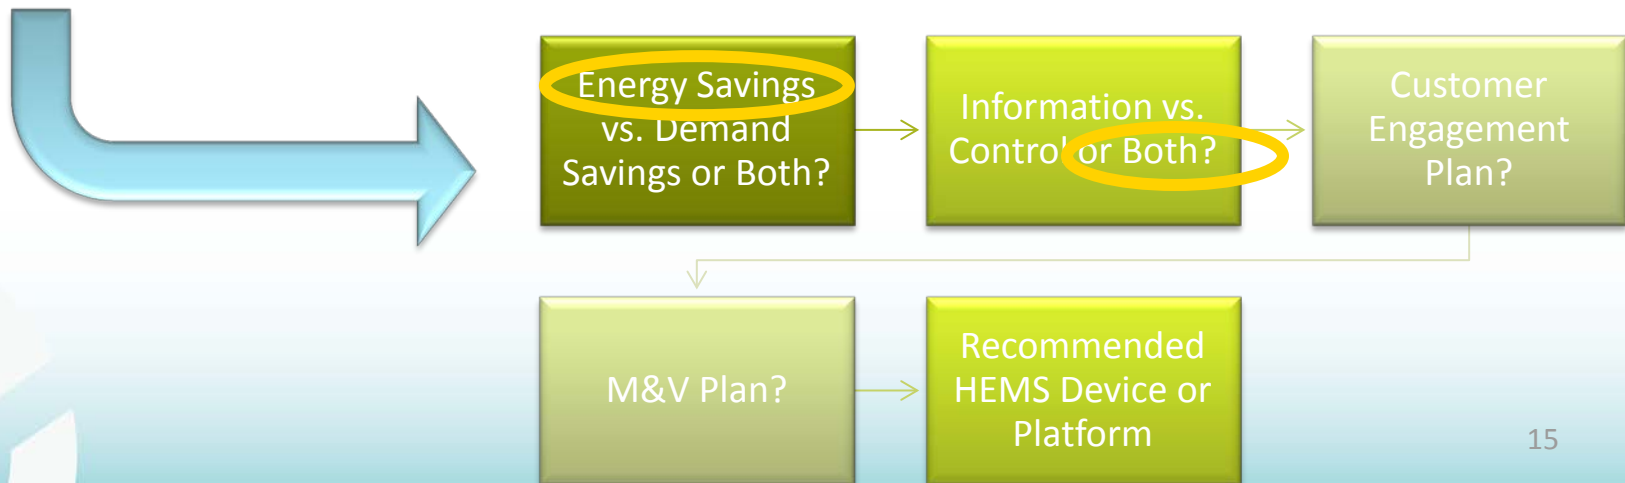 Energy Savings
vs. Demand
Savings or Both?
Information vs.
Control or Both?
Customer
Engagement
Plan?
M&V Plan?
Recommended
HEMS Device or
Platform
15